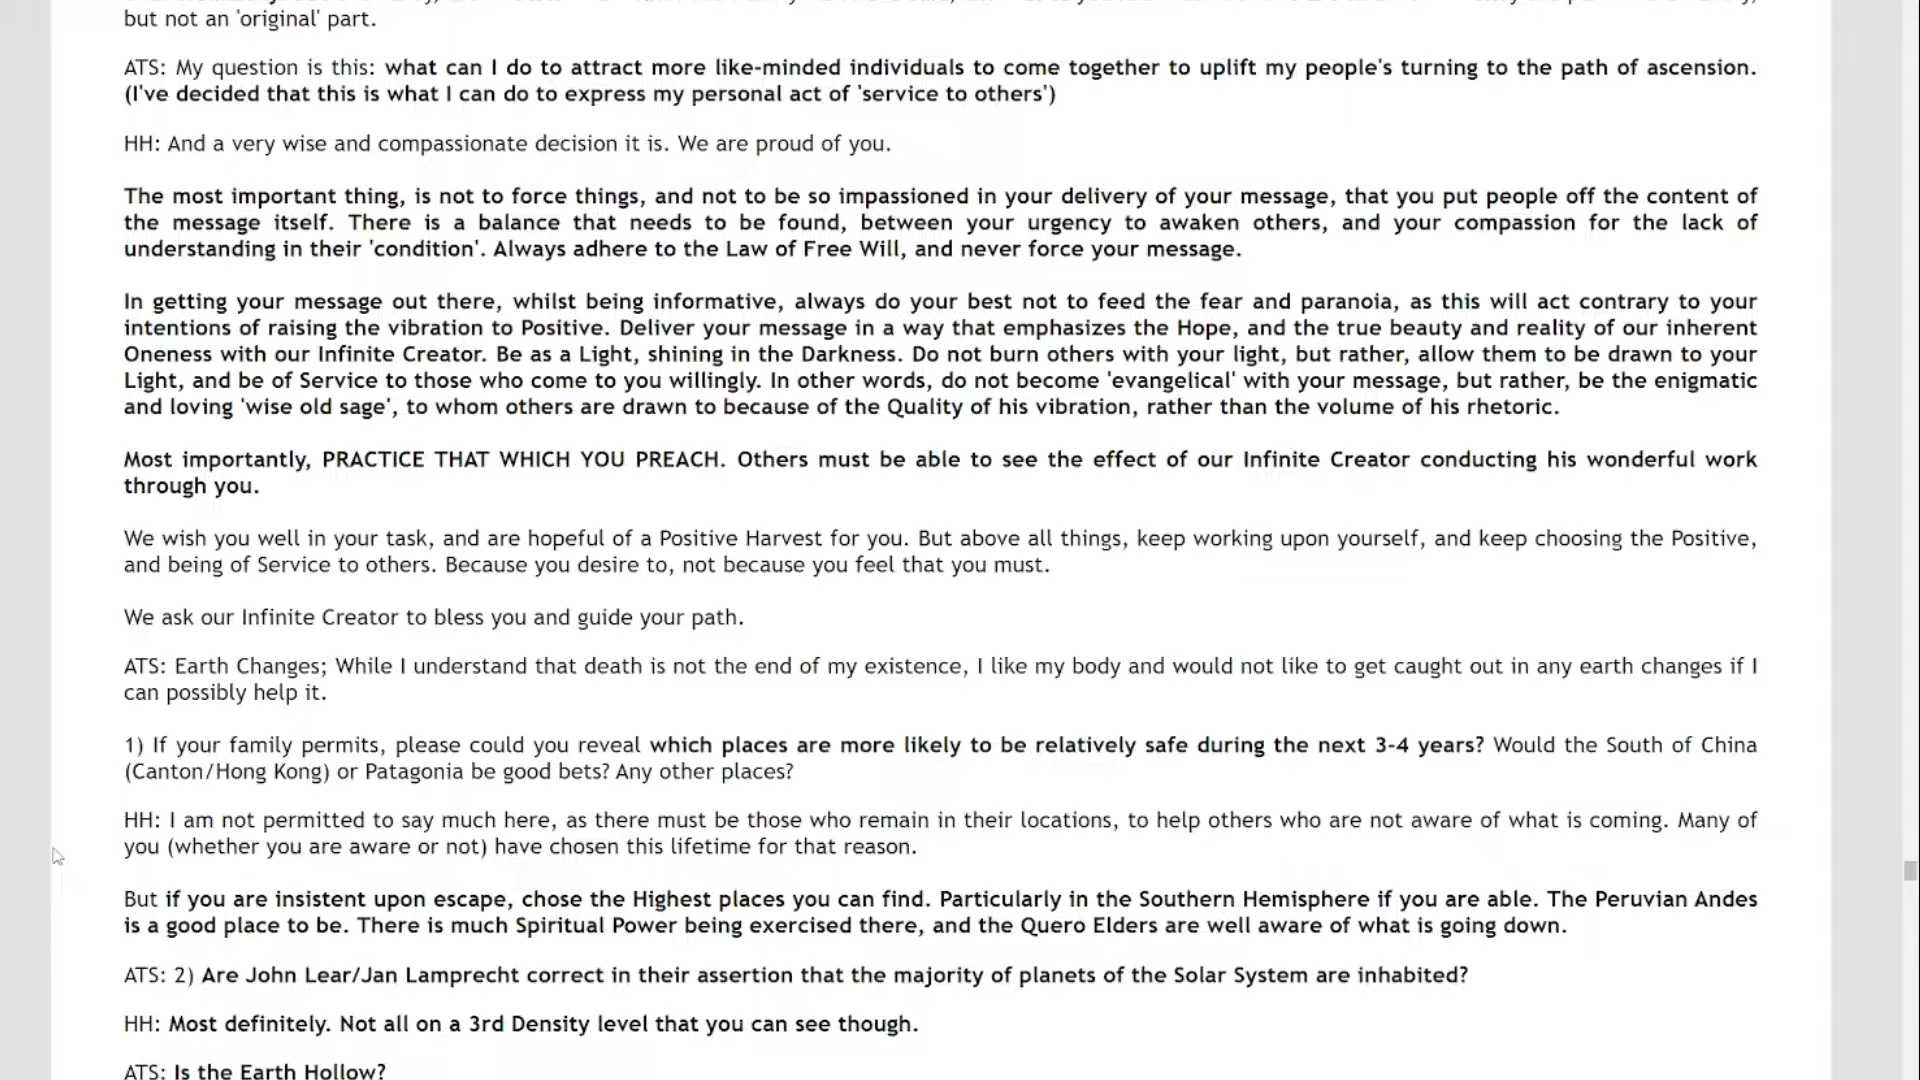 but not an 'original' part.
ATS: My question is this: what can I do to attract more like-minded individuals to come together to uplift my people's turning to the path of ascension.
(I've decided that this is what I can do to express my personal act of 'service to others')
HH: And a very wise and compassionate decision it is. We are proud of you.
The most important thing, is not to force things, and not to be so impassioned in your delivery of your message, that you put people off the content of
the message itself. There is a balance that needs to be found, between your urgency to awaken others, and your compassion for the lack of
understanding in their 'condition'. Always adhere to the Law of Free Will, and never force your message.
In getting your message out there, whilst being informative, always do your best not to feed the fear and paranoia, as this will act contrary to your
intentions of raising the vibration to Positive. Deliver your message in a way that emphasizes the Hope, and the true beauty and reality of our inherent
Oneness with our Infinite Creator. Be as a Light, shining in the Darkness. Do not burn others with your light, but rather, allow them to be drawn to your
Light, and be of Service to those who come to you willingly. In other words, do not become 'evangelical' with your message, but rather, be the enigmatic
and loving 'wise old sage', to whom others are drawn to because of the Quality of his vibration, rather than the volume of his rhetoric.
Most importantly, PRACTICE THAT WHICH YOU PREACH. Others must be able to see the effect of our Infinite Creator conducting his wonderful work
through you.
We wish you well in your task, and are hopeful of a Positive Harvest for you. But above all things, keep working upon yourself, and keep choosing the Positive,
and being of Service to others. Because you desire to, not because you feel that you must.
We ask our Infinite Creator to bless you and guide your path.
ATS: Earth Changes; While I understand that death is not the end of my existence, I like my body and would not like to get caught out in any earth changes if I
can possibly help it.
1) If your family permits, please could you reveal which places are more likely to be relatively safe during the next 3-4 years? Would the South of China
(Canton/Hong Kong) or Patagonia be good bets? Any other places?
HH: I am not permitted to say much here, as there must be those who remain in their locations, to help others who are not aware of what is coming. Many of
you (whether you are aware or not) have chosen this lifetime for that reason.
But if you are insistent upon escape, chose the Highest places you can find. Particularly in the Southern Hemisphere if you are able. The Peruvian Andes
is a good place to be. There is much Spiritual Power being exercised there, and the Quero Elders are well aware of what is going down.
ATS: 2) Are John Lear/Jan Lamprecht correct in their assertion that the majority of planets of the Solar System are inhabited?
HH: Most definitely. Not all on a 3rd Density level that you can see though.
ATS: Is the Earth Hollow?